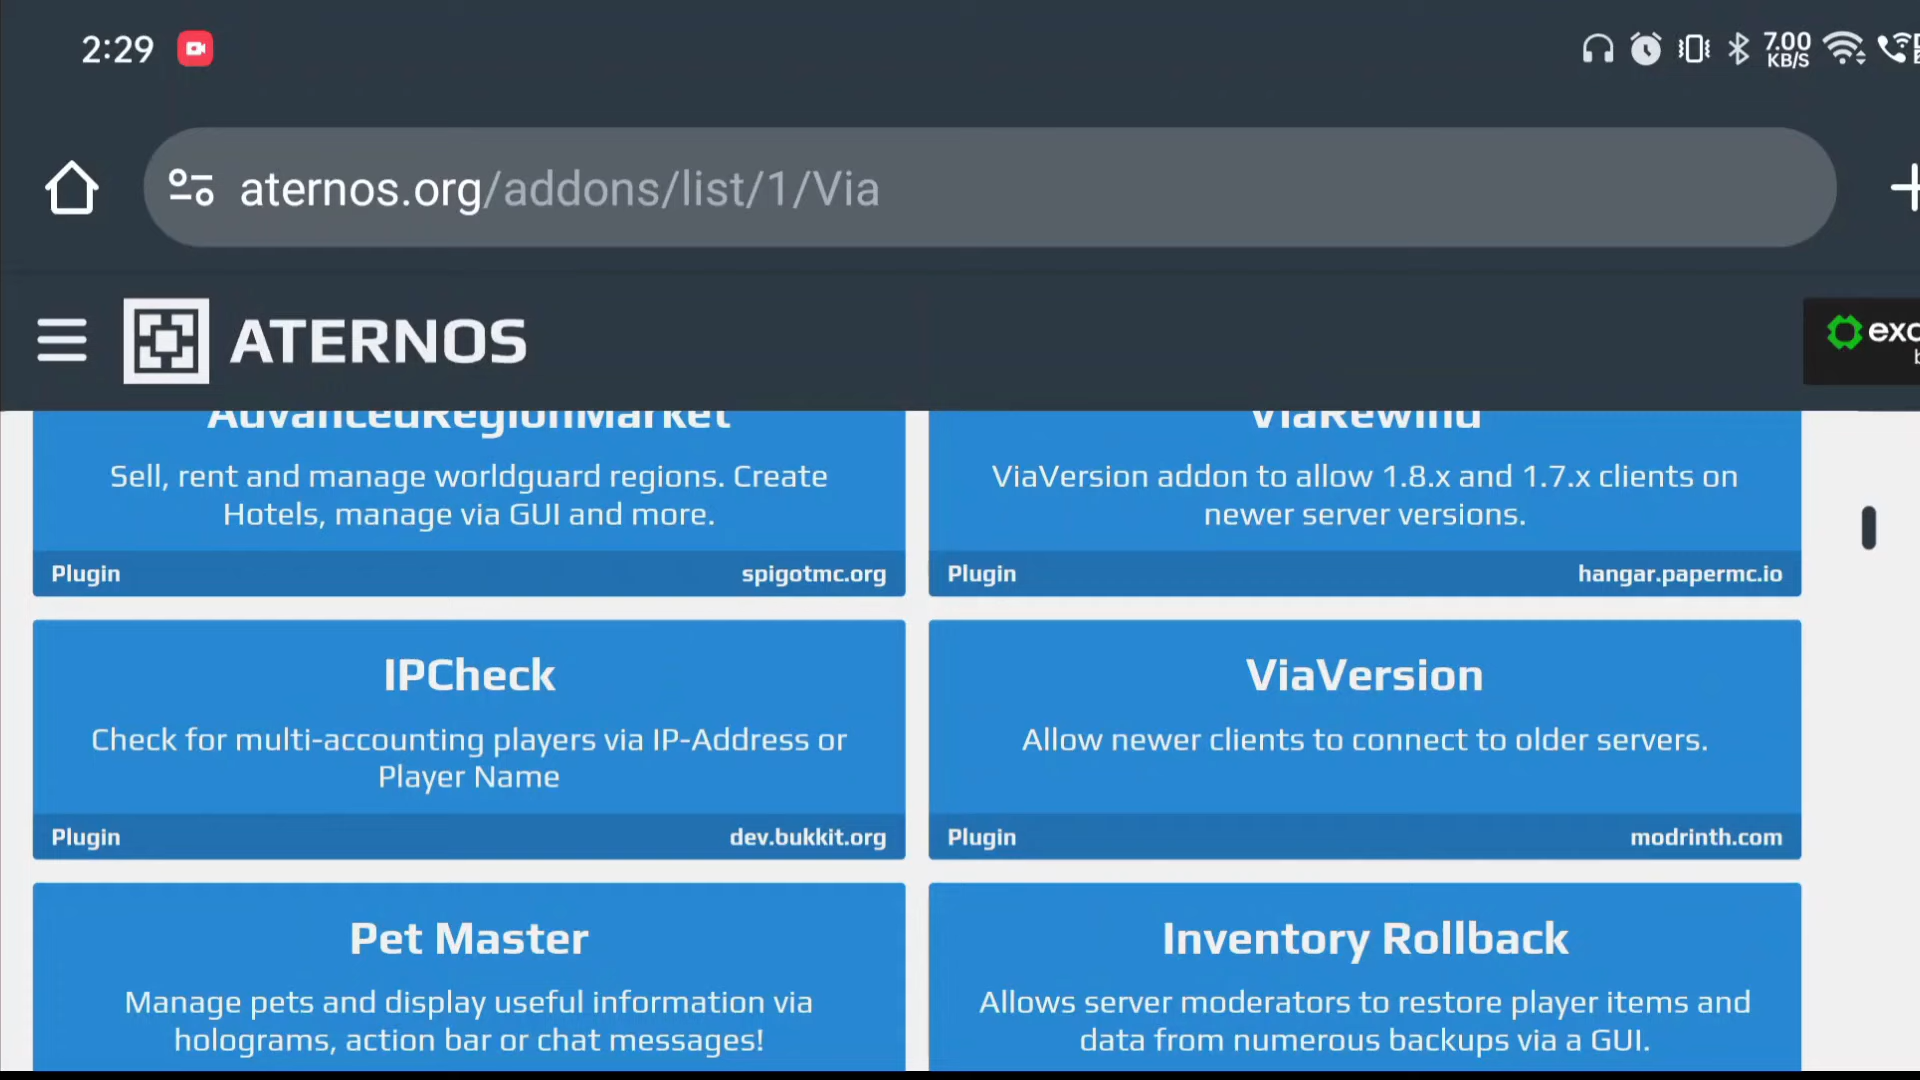 2:29
7.00
KB/S
aternos.org/addons/list/1/Via
ATERNOS
AdvancedRegionMarket
Sell, rent and manage worldguard regions. Create
Hotels, manage via GUI and more.
Plugin
spigotmc.org
ViaRewind
ViaVersion addon to allow 1.8.x and 1.7.x clients on
newer server versions.
Plugin
hangar.papermc.io
IPCheck
Check for multi-accounting players via IP-Address or
Player Name
Plugin
dev.bukkit.org
ViaVersion
Allow newer clients to connect to older servers.
Plugin
modrinth.com
Pet Master
Manage pets and display useful information via
holograms, action bar or chat messages!
Inventory Rollback
Allows server moderators to restore player items and
data from numerous backups via a GUI.